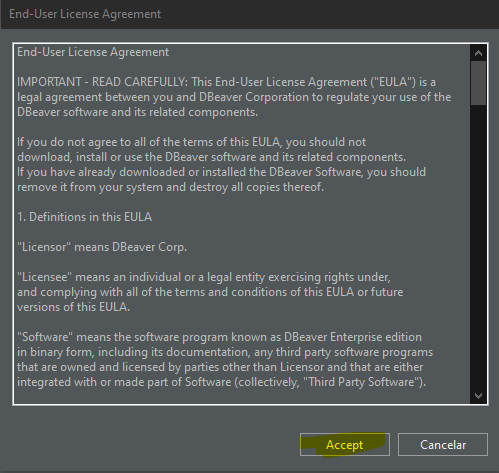 End-User License Agreement
End-User License Agreement
IMPORTANT - READ CAREFULLY: This End-User License Agreement ("EULA") is a
legal agreement between you and DBeaver Corporation to regulate your use of the
DBeaver software and its related components.
If you do not agree to all of the terms of this EULA, you should not
download, install or use the DBeaver software and its related components.
If you have already downloaded or installed the DBeaver Software, you should
remove it from your system and destroy all copies thereof.
1. Definitions in this EULA
"Licensor" means DBeaver Corp.
"Licensee" means an individual or a legal entity exercising rights under,
and complying with all of the terms and conditions of this EULA or future
versions of this EULA.
"Software" means the software program known as DBeaver Enterprise edition
in binary form, including its documentation, any third party software programs
that are owned and licensed by parties other than Licensor and that are either
integrated with or made part of Software (collectively, "Third Party Software").
Accept
Cancelar